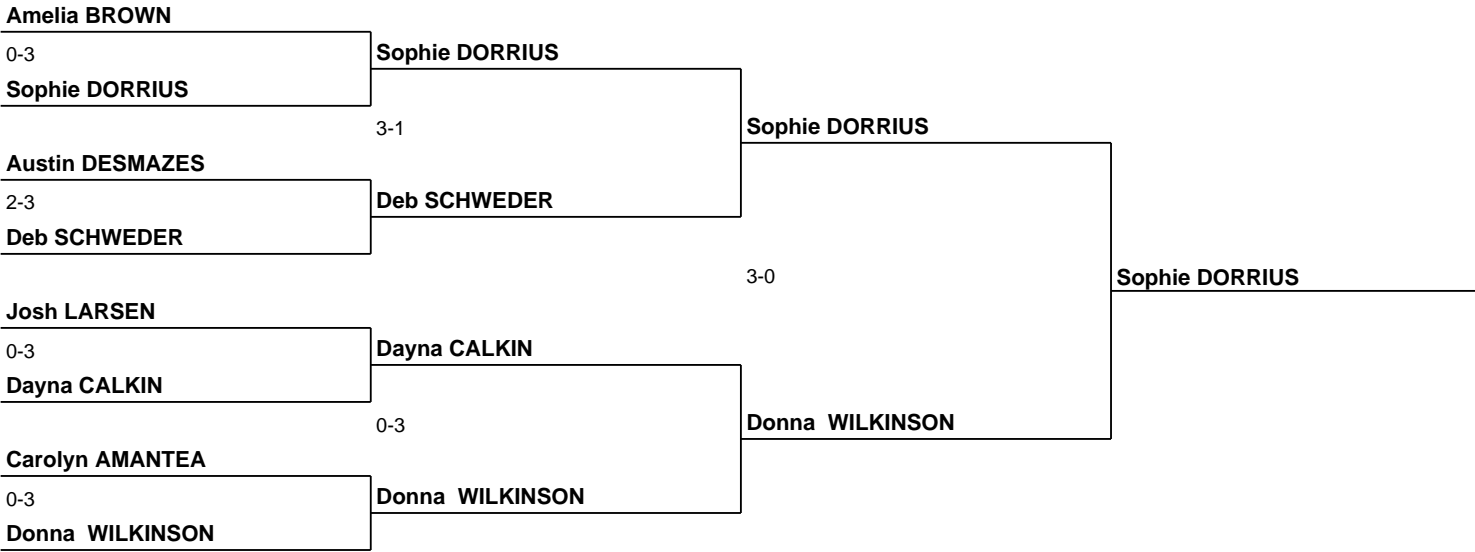 Amelia BROWN
0-3
Sophie DORRIUS
Sophie DORRIUS
3-1
Sophie DORRIUS
Austin DESMAZES
2-3
Deb SCHWEDER
Deb SCHWEDER
3-0
Sophie DORRIUS
Josh LARSEN
0-3
Dayna CALKIN
Dayna CALKIN
0-3
Donna  WILKINSON
Carolyn AMANTEA
0-3
Donna  WILKINSON
Donna  WILKINSON